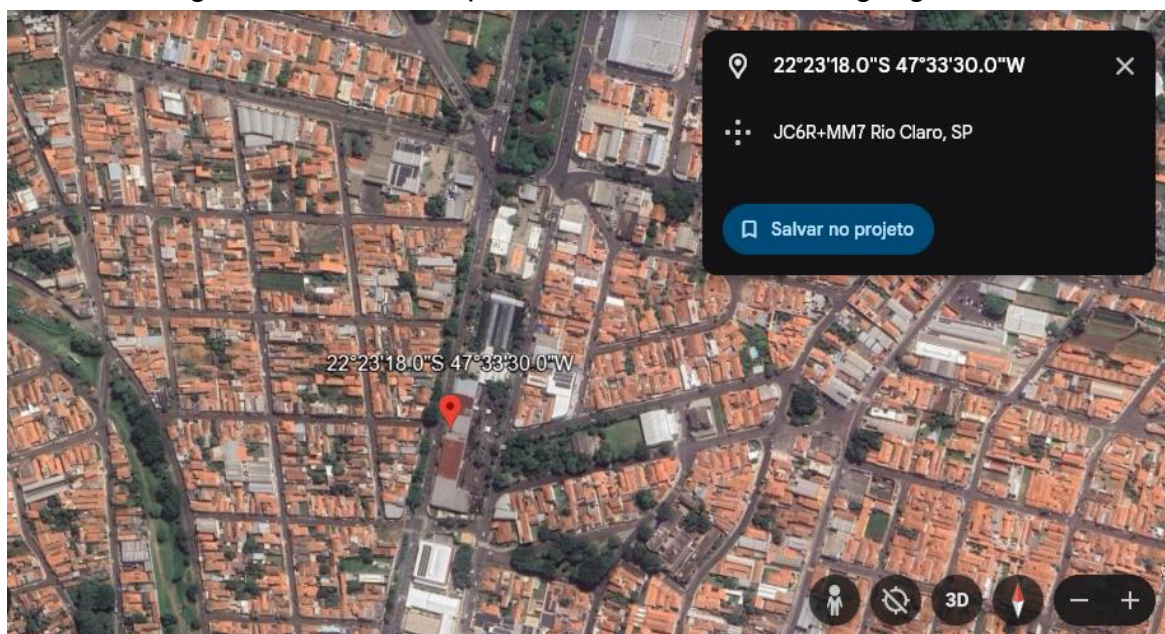 22°23'18.0"S 47°33'30.0"W
JC6R+MM7 Rio Claro, SP
Salvar no projeto
22°23'18.0"S 47°33'30.0"W
3D